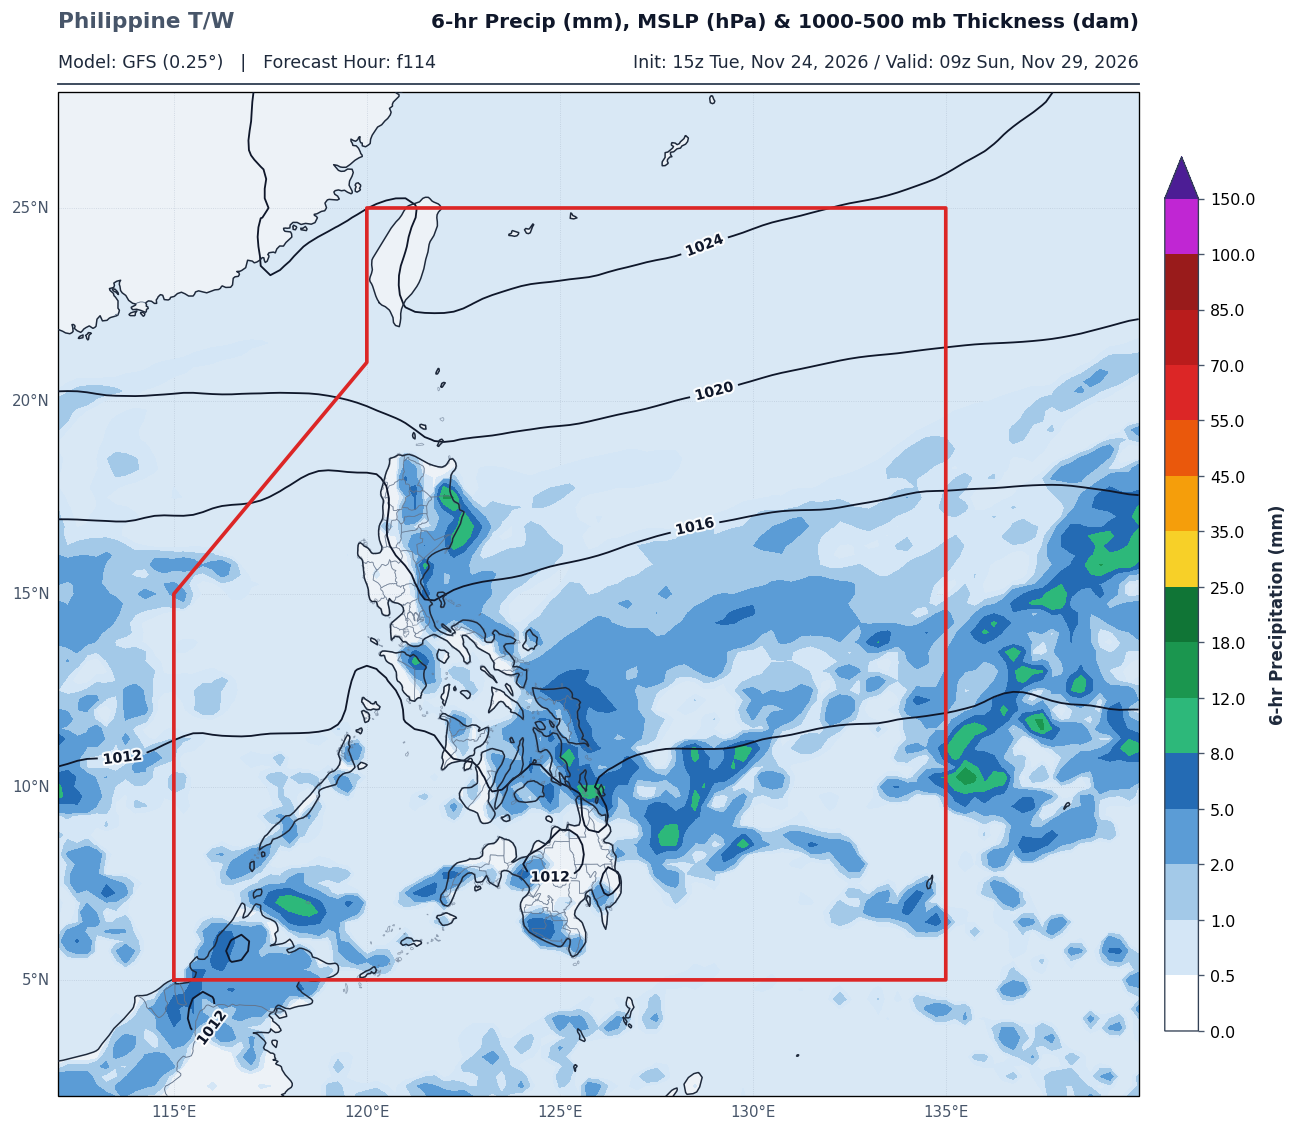 Philippine T/W
6-hr Precip (mm), MSLP (hPa) & 1000-500 mb Thickness (dam)
Model: GFS (0.25°) | Forecast Hour: f114
Init: 15z Tue, Nov 24, 2026 / Valid: 09z Sun, Nov 29, 2026
25°N
20°N
15°N
10°N
5°N
115°E
120°E
125°E
130°E
135°E
1024
1020
1016
1012
1012
1012
150.0
100.0
85.0
70.0
55.0
45.0
35.0
25.0
18.0
12.0
8.0
5.0
2.0
1.0
0.5
0.0
6-hr Precipitation (mm)